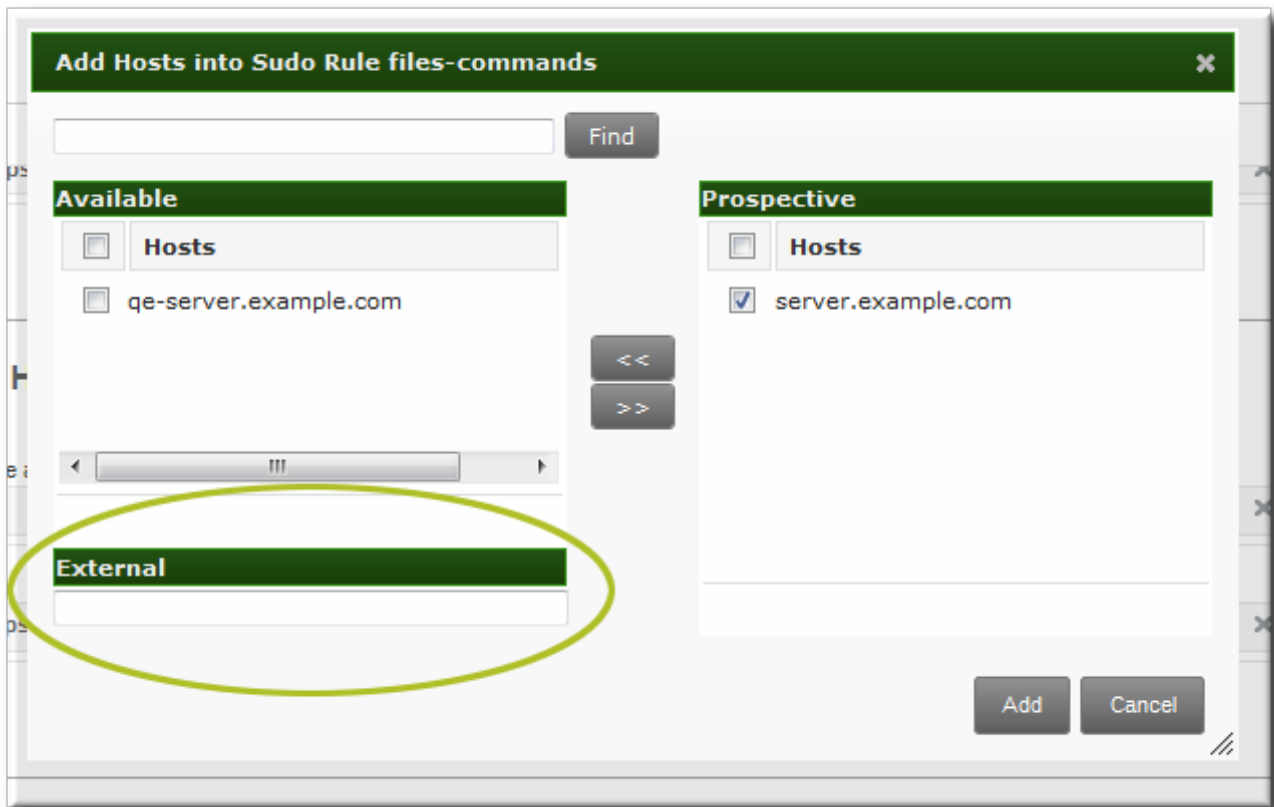 Add Hosts into Sudo Rule files-commands
Find
Available
Hosts
qe-server.example.com
<<
>>
Prospective
Hosts
server.example.com
External
Add
Cancel